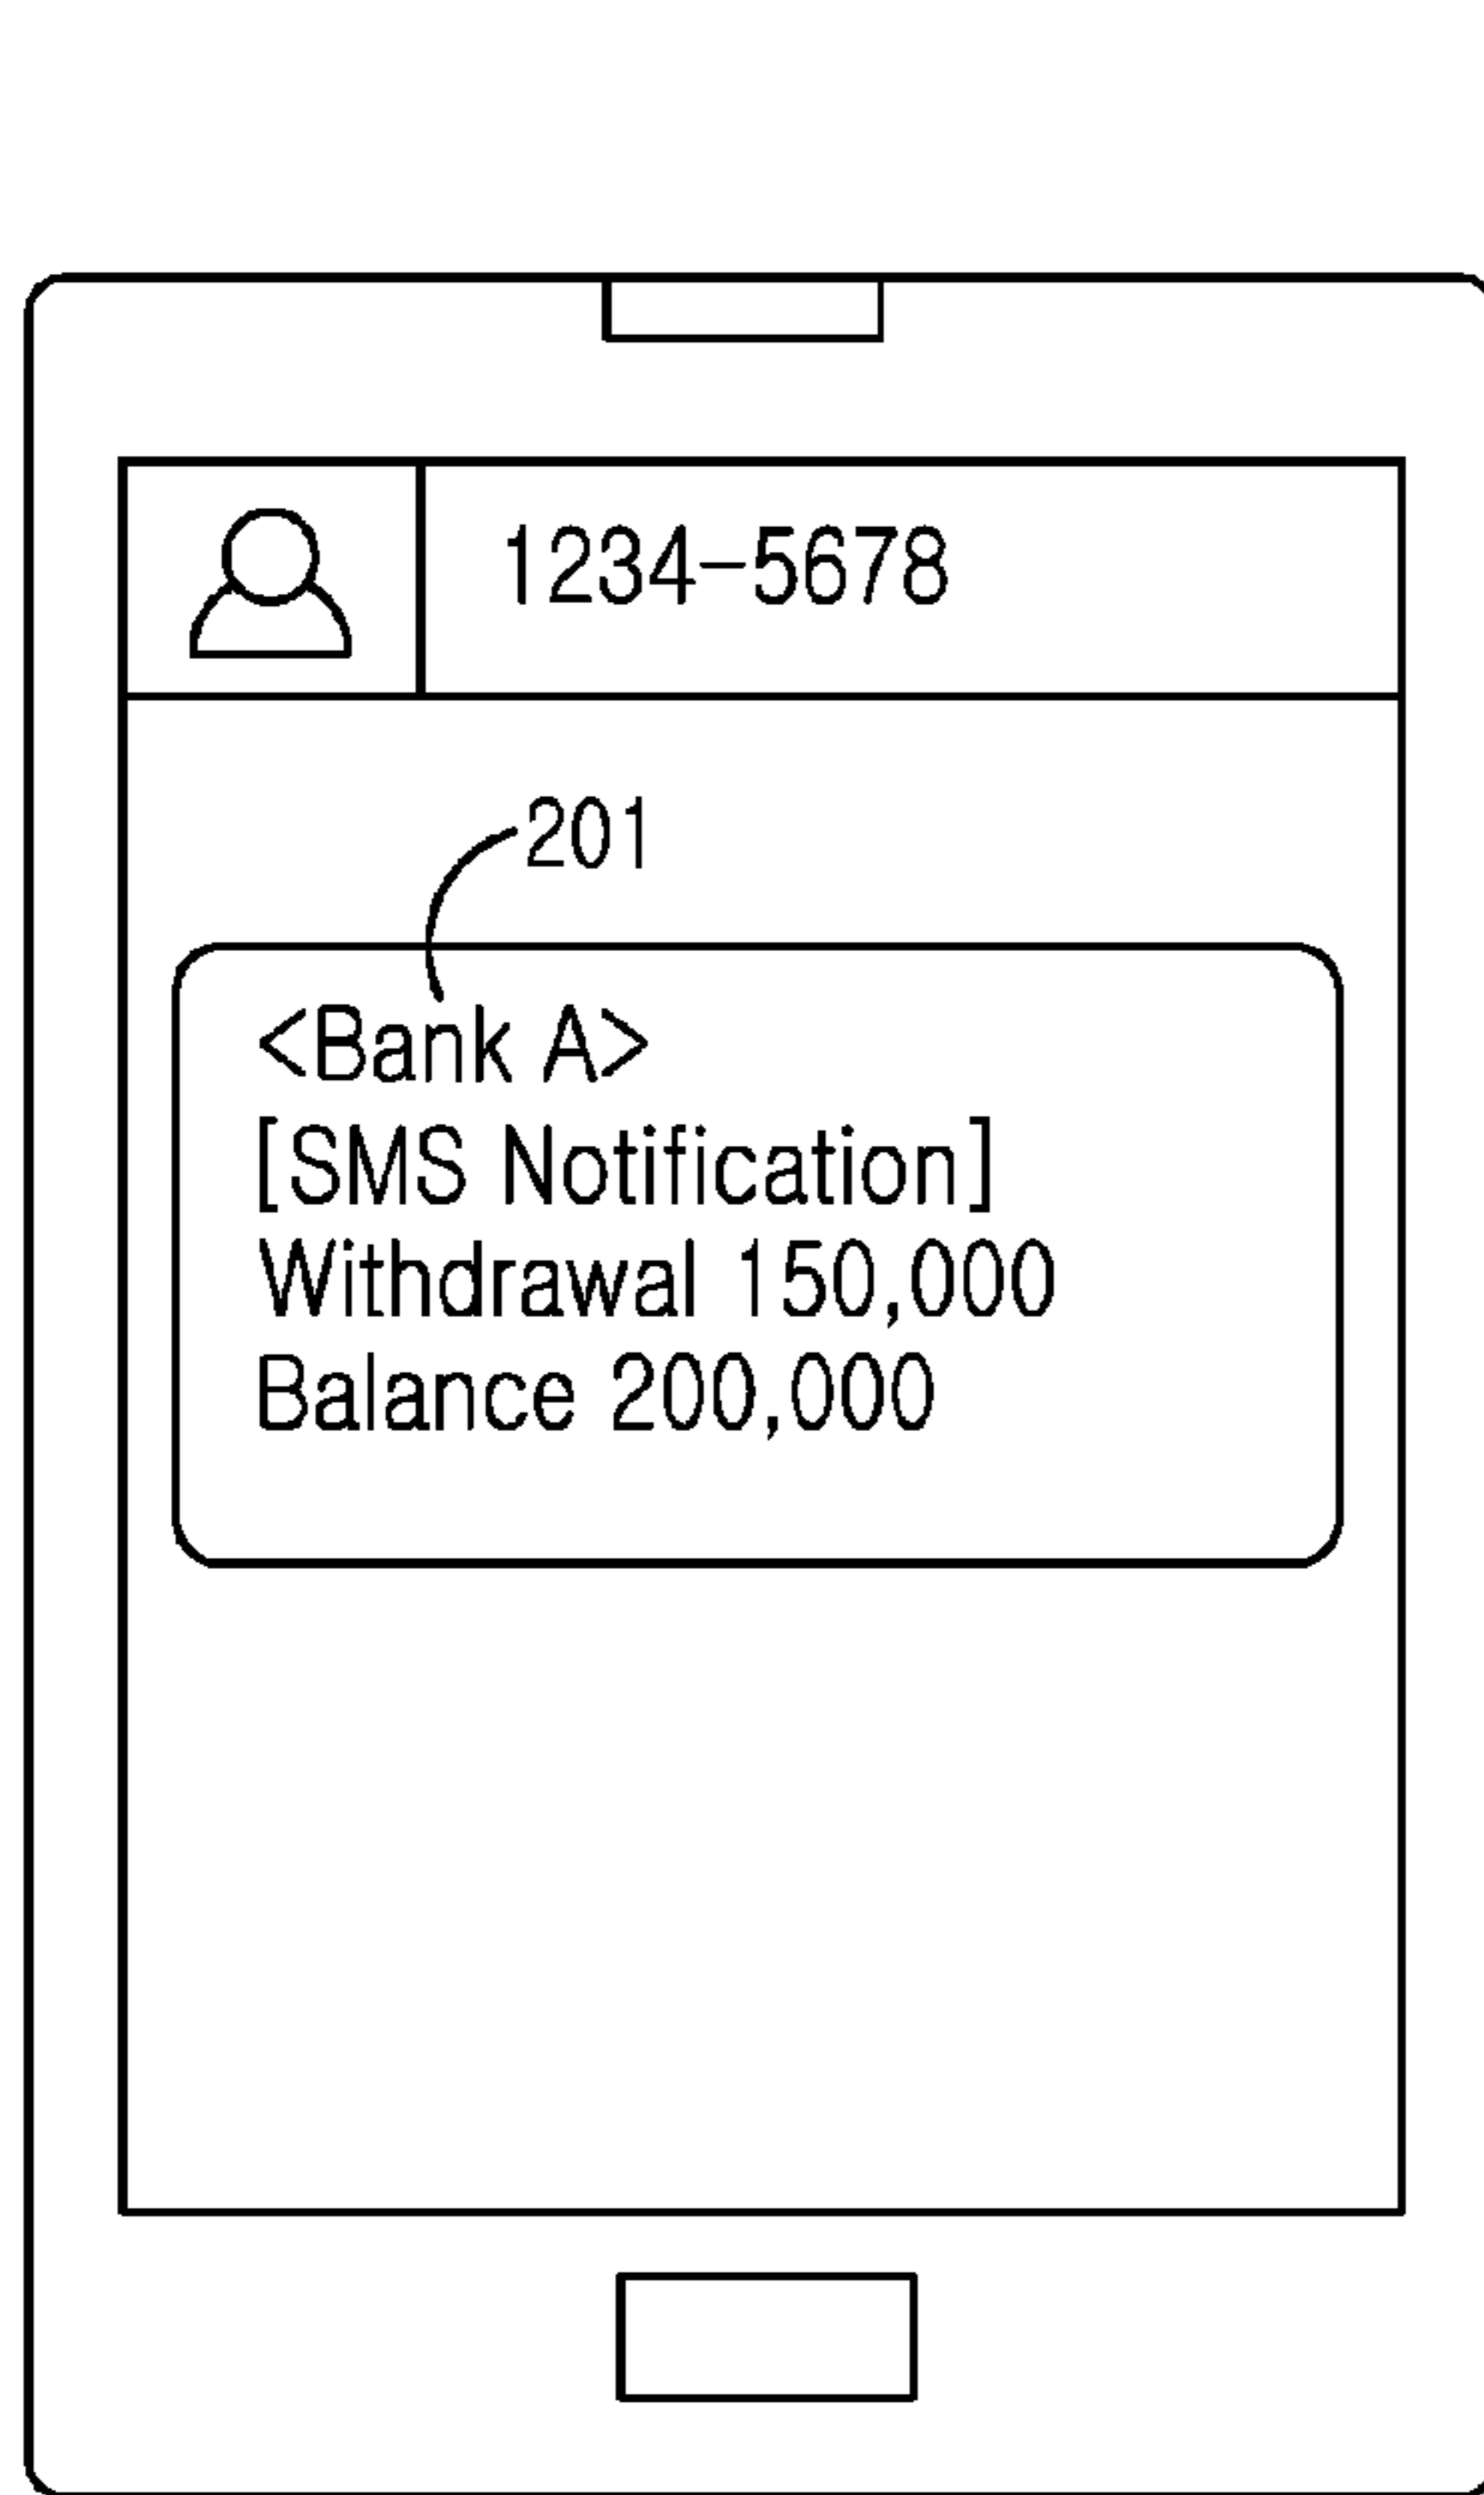 1234-5678
201
<Bank A>
[SMS Notification]
Withdrawal 150,000
Balance 200,000